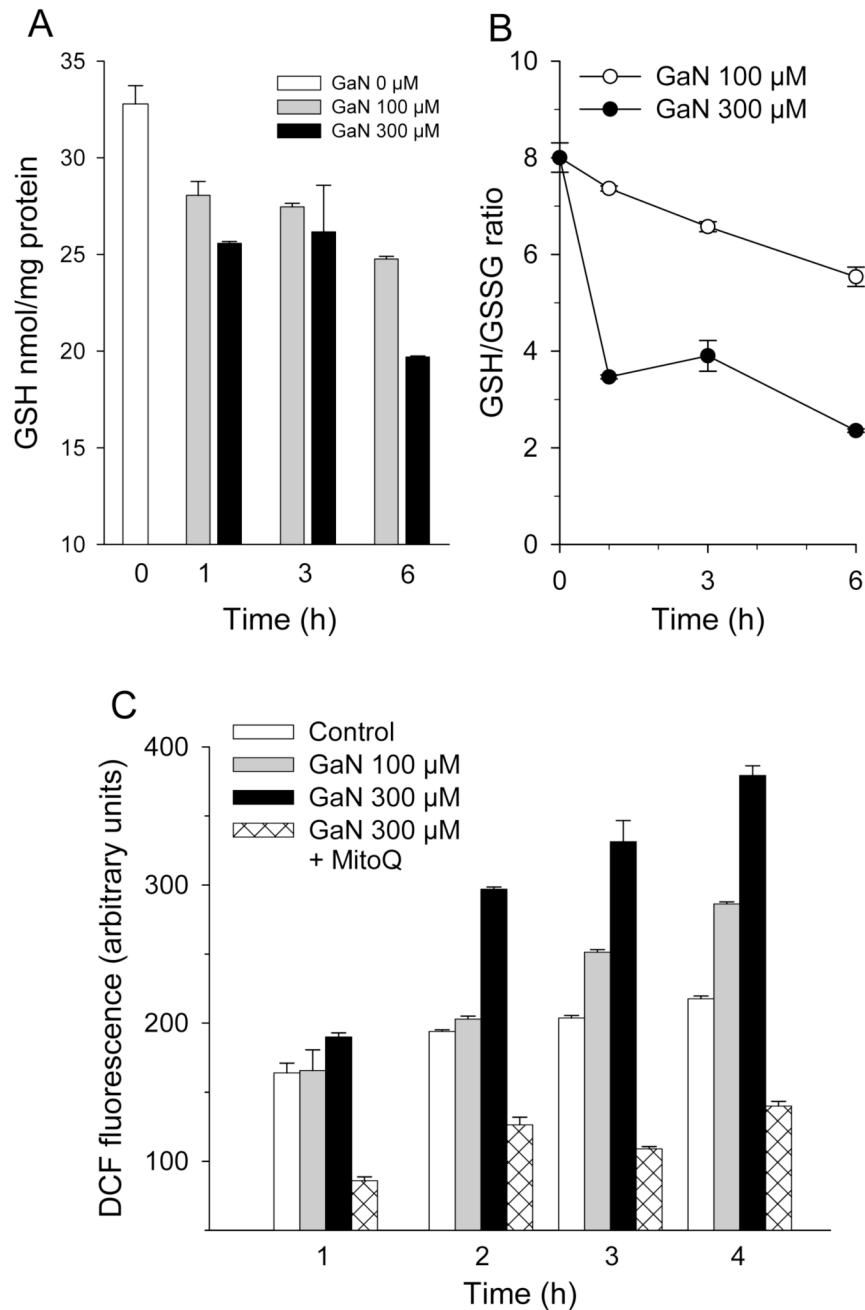 A
35
30
25
20
15
10
GSH nmol/mg protein
GaN 0 µM
GaN 100 µM
GaN 300 µM
0 1 3 6
Time (h)
B
10
8
6
4
2
0
GSH/GSSG ratio
GaN 100 µM
GaN 300 µM
0 3 6
Time (h)
C
400
300
200
100
DCF fluorescence (arbitrary units)
Control
GaN 100 µM
GaN 300 µM
GaN 300 µM
+ MitoQ
1 2 3 4
Time (h)